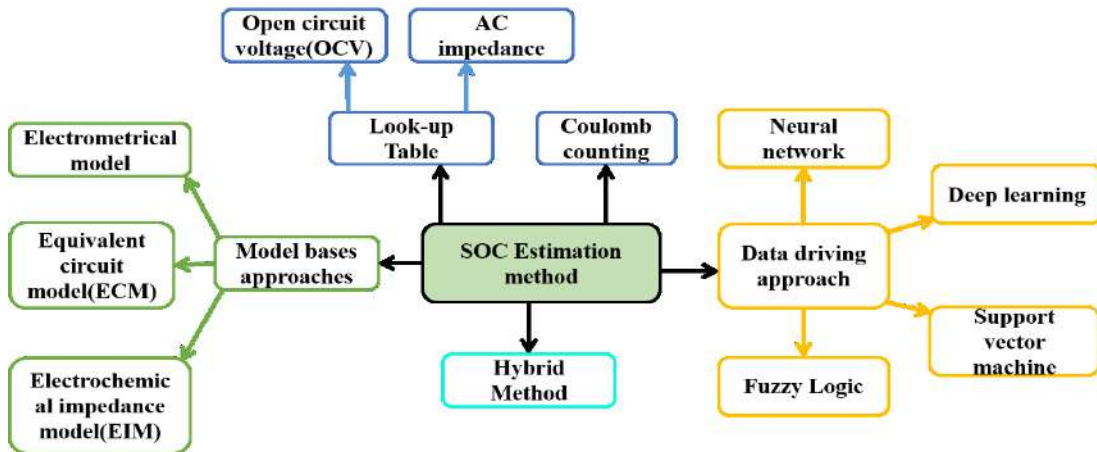 Open circuit
voltage(OCV)
AC
impedance
Electrometrical
model
Look-up
Table
Coulomb
counting
Neural
network
Deep learning
Equivalent
circuit
model(ECM)
Model bases
approaches
SOC Estimation
method
Data driving
approach
Support
vector
machine
Electrochemic
al impedance
model(EIM)
Hybrid
Method
Fuzzy Logic